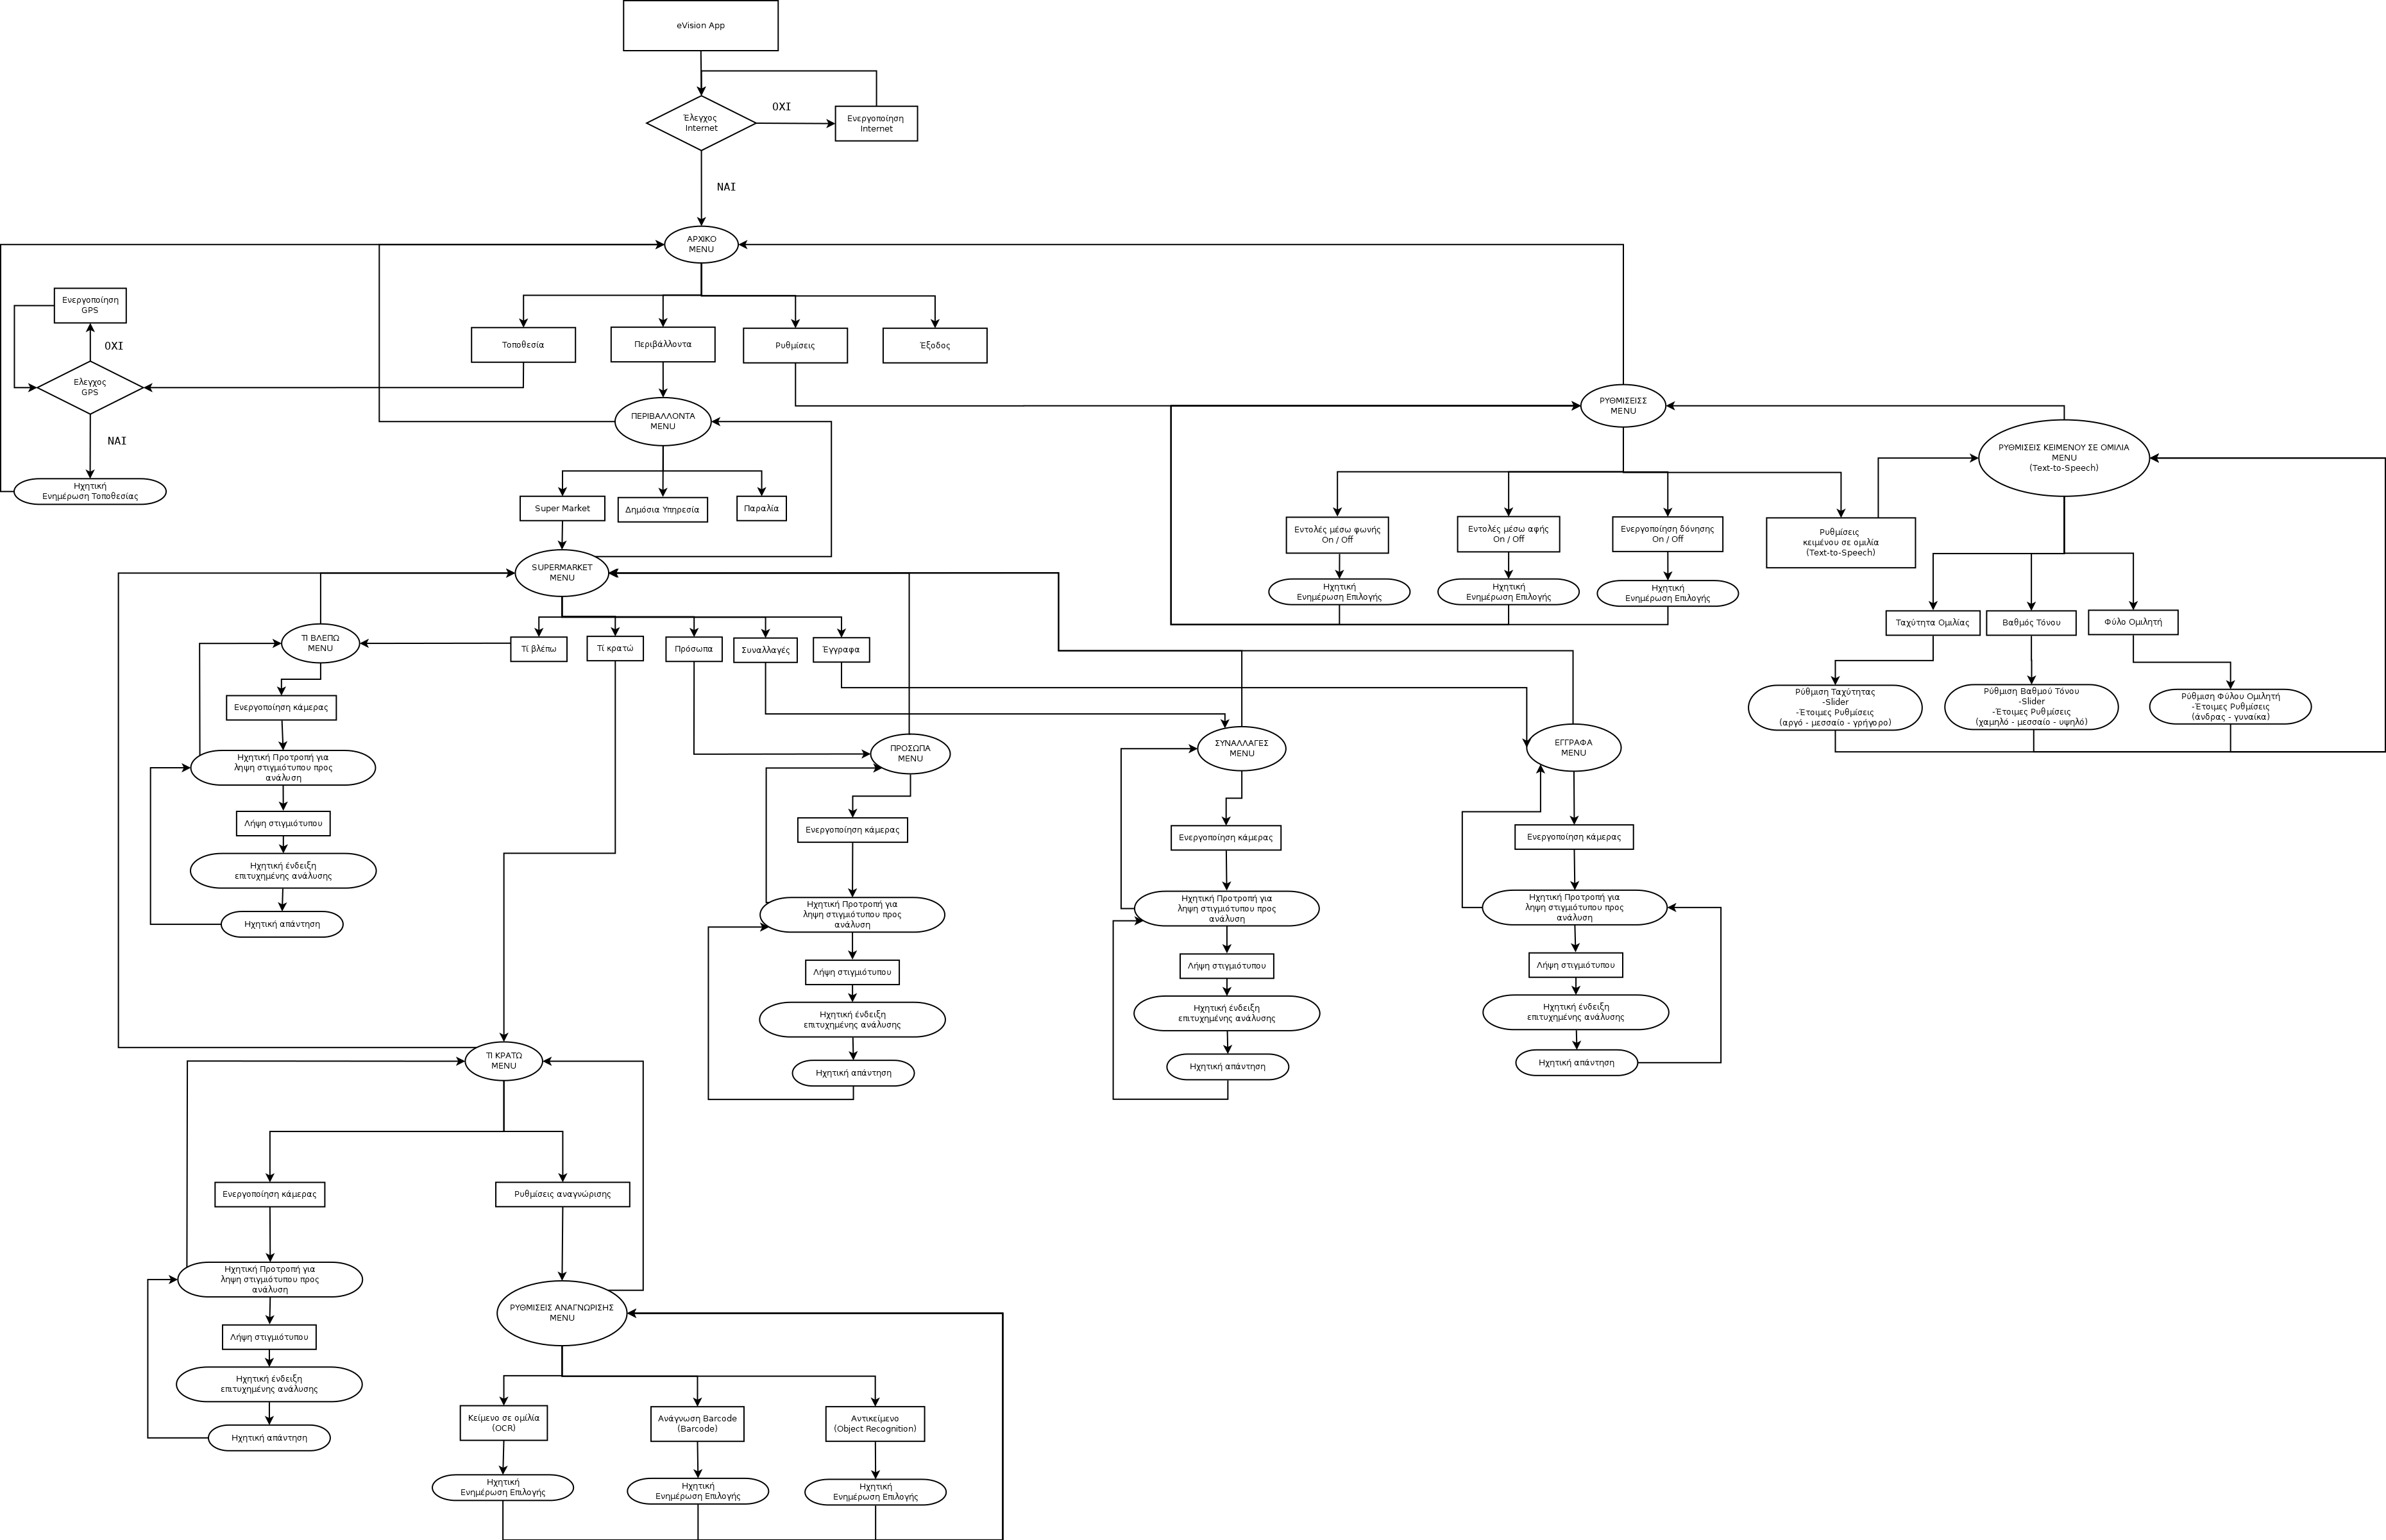 eVision App
Έλεγχος
Internet
ΟΧΙ
Ενεργοποίηση
Internet
ΝΑΙ
ΑΡΧΙΚΟ
MENU
Ενεργοποίηση
GPS
ΟΧΙ
Ελεγχος
GPS
ΝΑΙ
Ηχητική
Ενημέρωση Τοποθεσίας
Τοποθεσία
Περιβάλλοντα
Ρυθμίσεις
Έξοδος
ΠΕΡΙΒΑΛΛΟΝΤΑ
MENU
Super Market
Δημόσια Υπηρεσία
Παραλία
ΡΥΘΜΙΣΕΙΣΣ
MENU
Εντολές μέσω φωνής
On / Off
Εντολές μέσω αφής
On / Off
Ενεργοποίηση δόνησης
On / Off
Ρυθμίσεις
κειμένου σε ομιλία
(Text-to-Speech)
Ηχητική
Ενημέρωση Επιλογής
Ηχητική
Ενημέρωση Επιλογής
Ηχητική
Ενημέρωση Επιλογής
ΡΥΘΜΙΣΕΙΣ ΚΕΙΜΕΝΟΥ ΣΕ ΟΜΙΛΙΑ
MENU
(Text-to-Speech)
Ταχύτητα Ομιλίας
Βαθμός Τόνου
Φύλο Ομιλητή
Ρύθμιση Ταχύτητας
-Slider
-Έτοιμες Ρυθμίσεις
(αργό - μεσσαίο - γρήγορο)
Ρύθμιση Βαθμού Τόνου
-Slider
-Έτοιμες Ρυθμίσεις
(χαμηλό - μεσσαίο - υψηλό)
Ρύθμιση Φύλου Ομιλητή
-Έτοιμες Ρυθμίσεις
(άνδρας - γυναίκα)
SUPERMARKET
MENU
Τί βλέπω
Τί κρατώ
Πρόσωπα
Συναλλαγές
Έγγραφα
ΤΙ ΒΛΕΠΩ
MENU
Ενεργοποίηση κάμερας
Ηχητική Προτροπή για
ληψη στιγμιότυπου προς
ανάλυση
Λήψη στιγμιότυπου
Ηχητική ένδειξη
επιτυχημένης ανάλυσης
Ηχητική απάντηση
ΠΡΟΣΩΠΑ
MENU
Ενεργοποίηση κάμερας
Ηχητική Προτροπή για
ληψη στιγμιότυπου προς
ανάλυση
Λήψη στιγμιότυπου
Ηχητική ένδειξη
επιτυχημένης ανάλυσης
Ηχητική απάντηση
ΣΥΝΑΛΛΑΓΕΣ
MENU
Ενεργοποίηση κάμερας
Ηχητική Προτροπή για
ληψη στιγμιότυπου προς
ανάλυση
Λήψη στιγμιότυπου
Ηχητική ένδειξη
επιτυχημένης ανάλυσης
Ηχητική απάντηση
ΕΓΓΡΑΦΑ
MENU
Ενεργοποίηση κάμερας
Ηχητική Προτροπή για
ληψη στιγμιότυπου προς
ανάλυση
Λήψη στιγμιότυπου
Ηχητική ένδειξη
επιτυχημένης ανάλυσης
Ηχητική απάντηση
ΤΙ ΚΡΑΤΩ
MENU
Ενεργοποίηση κάμερας
Ηχητική Προτροπή για
ληψη στιγμιότυπου προς
ανάλυση
Λήψη στιγμιότυπου
Ηχητική ένδειξη
επιτυχημένης ανάλυσης
Ηχητική απάντηση
Ρυθμίσεις αναγνώρισης
ΡΥΘΜΙΣΕΙΣ ΑΝΑΓΝΩΡΙΣΗΣ
MENU
Κείμενο σε ομίλία
(OCR)
Ανάγνωση Barcode
(Barcode)
Αντικείμενο
(Object Recognition)
Ηχητική
Ενημέρωση Επιλογής
Ηχητική
Ενημέρωση Επιλογής
Ηχητική
Ενημέρωση Επιλογής